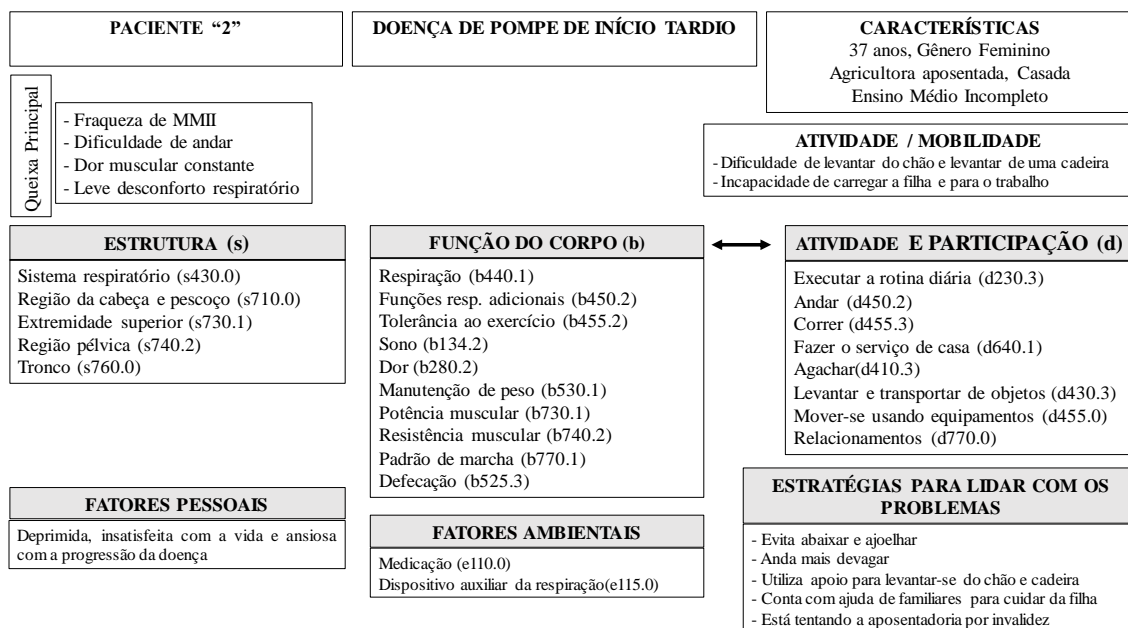 PACIENTE “2”
DOENÇA DE POMPE DE INÍCIO TARDIO
CARACTERÍSTICAS
37 anos, Gênero Feminino
Agricultora aposentada, Casada
Ensino Médio Incompleto
Queixa Principal
- Fraqueza de MMII
- Dificuldade de andar
- Dor muscular constante
- Leve desconforto respiratório
ATIVIDADE / MOBILIDADE
- Dificuldade de levantar do chão e levantar de uma cadeira
- Incapacidade de carregar a filha e para o trabalho
ESTRUTURA (s)
Sistema respiratório (s430.0)
Região da cabeça e pescoço (s710.0)
Extremidade superior (s730.1)
Região pélvica (s740.2)
Tronco (s760.0)
FUNÇÃO DO CORPO (b)
Respiração (b440.1)
Funções resp. adicionais (b450.2)
Tolerância ao exercício (b455.2)
Sono (b134.2)
Dor (b280.2)
Manutenção de peso (b530.1)
Potência muscular (b730.1)
Resistência muscular (b740.2)
Padrão de marcha (b770.1)
Defecação (b525.3)
ATIVIDADE E PARTICIPAÇÃO (d)
Executar a rotina diária (d230.3)
Andar (d450.2)
Correr (d455.3)
Fazer o serviço de casa (d640.1)
Agachar(d410.3)
Levantar e transportar de objetos (d430.3)
Mover-se usando equipamentos (d455.0)
Relacionamentos (d770.0)
FATORES PESSOAIS
Deprimida, insatisfeita com a vida e ansiosa
com a progressão da doença
FATORES AMBIENTAIS
Medicação (e110.0)
Dispositivo auxiliar da respiração(e115.0)
ESTRATÉGIAS PARA LIDAR COM OS
PROBLEMAS
- Evita abaixar e ajoelhar
- Anda mais devagar
- Utiliza apoio para levantar-se do chão e cadeira
- Conta com ajuda de familiares para cuidar da filha
- Está tentando a aposentadoria por invalidez